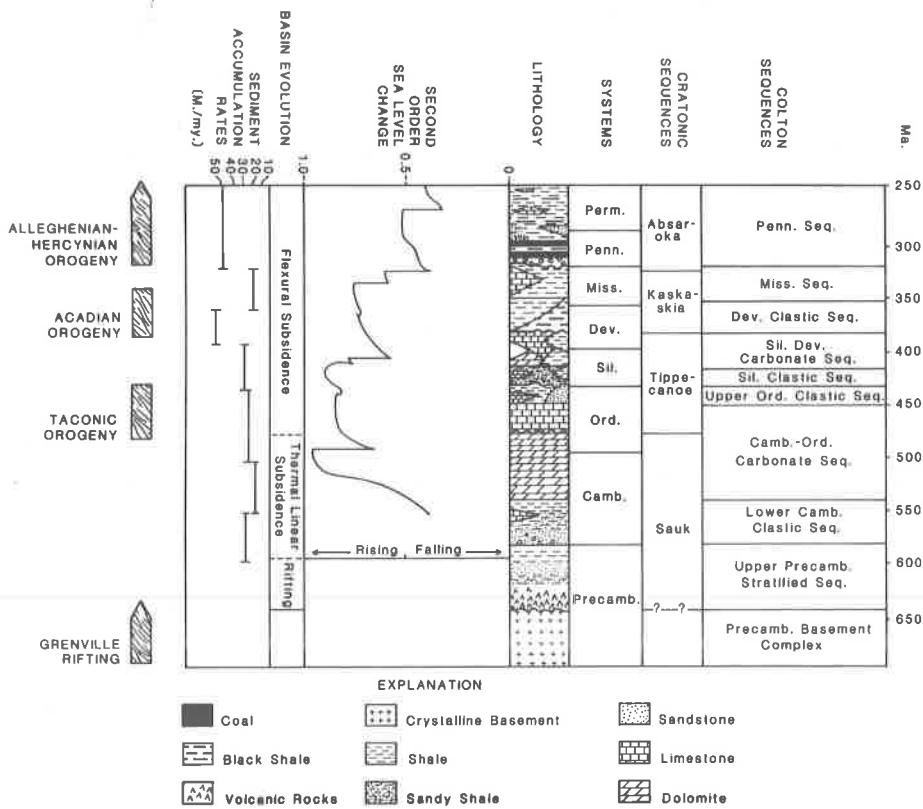 SEDIMENT
ACCUMULATION
RATES
(M./my.)
50
40
30
20
10
BASIN EVOLUTION
SECOND
ORDER
SEA LEVEL
CHANGE
1.0
0.5
0
LITHOLOGY
SYSTEMS
CRATONIC
SEQUENCES
COLTON
SEQUENCES
Ma.
250
300
350
400
450
500
550
600
650
ALLEGHENIAN-
HERCYNIAN
OROGENY
ACADIAN
OROGENY
TACONIC
OROGENY
GRENVILLE
RIFTING
Flexural Subsidence
Thermal Linear
Subsidence
Rifting
Rising Falling
Perm.
Penn.
Miss.
Dev.
Sil.
Ord.
Camb.
Precamb.
Absar-
oka
Kaska-
skia
Tippe-
canoe
Sauk
?—?
Penn. Seq.
Miss. Seq.
Dev. Clastic Seq.
Sil. Dev.
Carbonate Seq.
Sil. Clastic Seq.
Upper Ord. Clastic Seq.
Camb.-Ord.
Carbonate Seq.
Lower Camb.
Clastic Seq.
Upper Precamb.
Stratified Seq.
Precamb. Basement
Complex
EXPLANATION
Coal
Crystalline Basement
Sandstone
Black Shale
Shale
Limestone
Volcanic Rocks
Sandy Shale
Dolomite